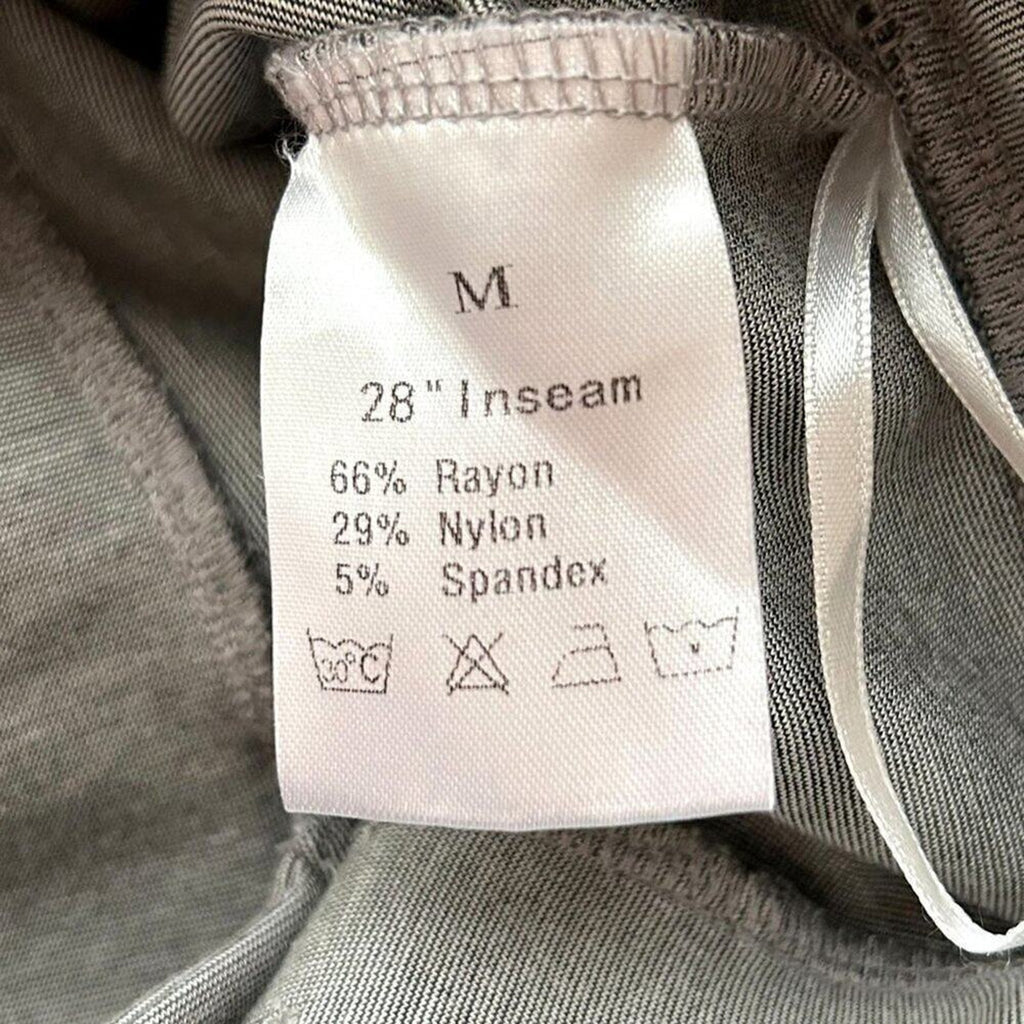 M
28" Inseam
66% Rayon
29% Nylon
5% Spandex
30°C